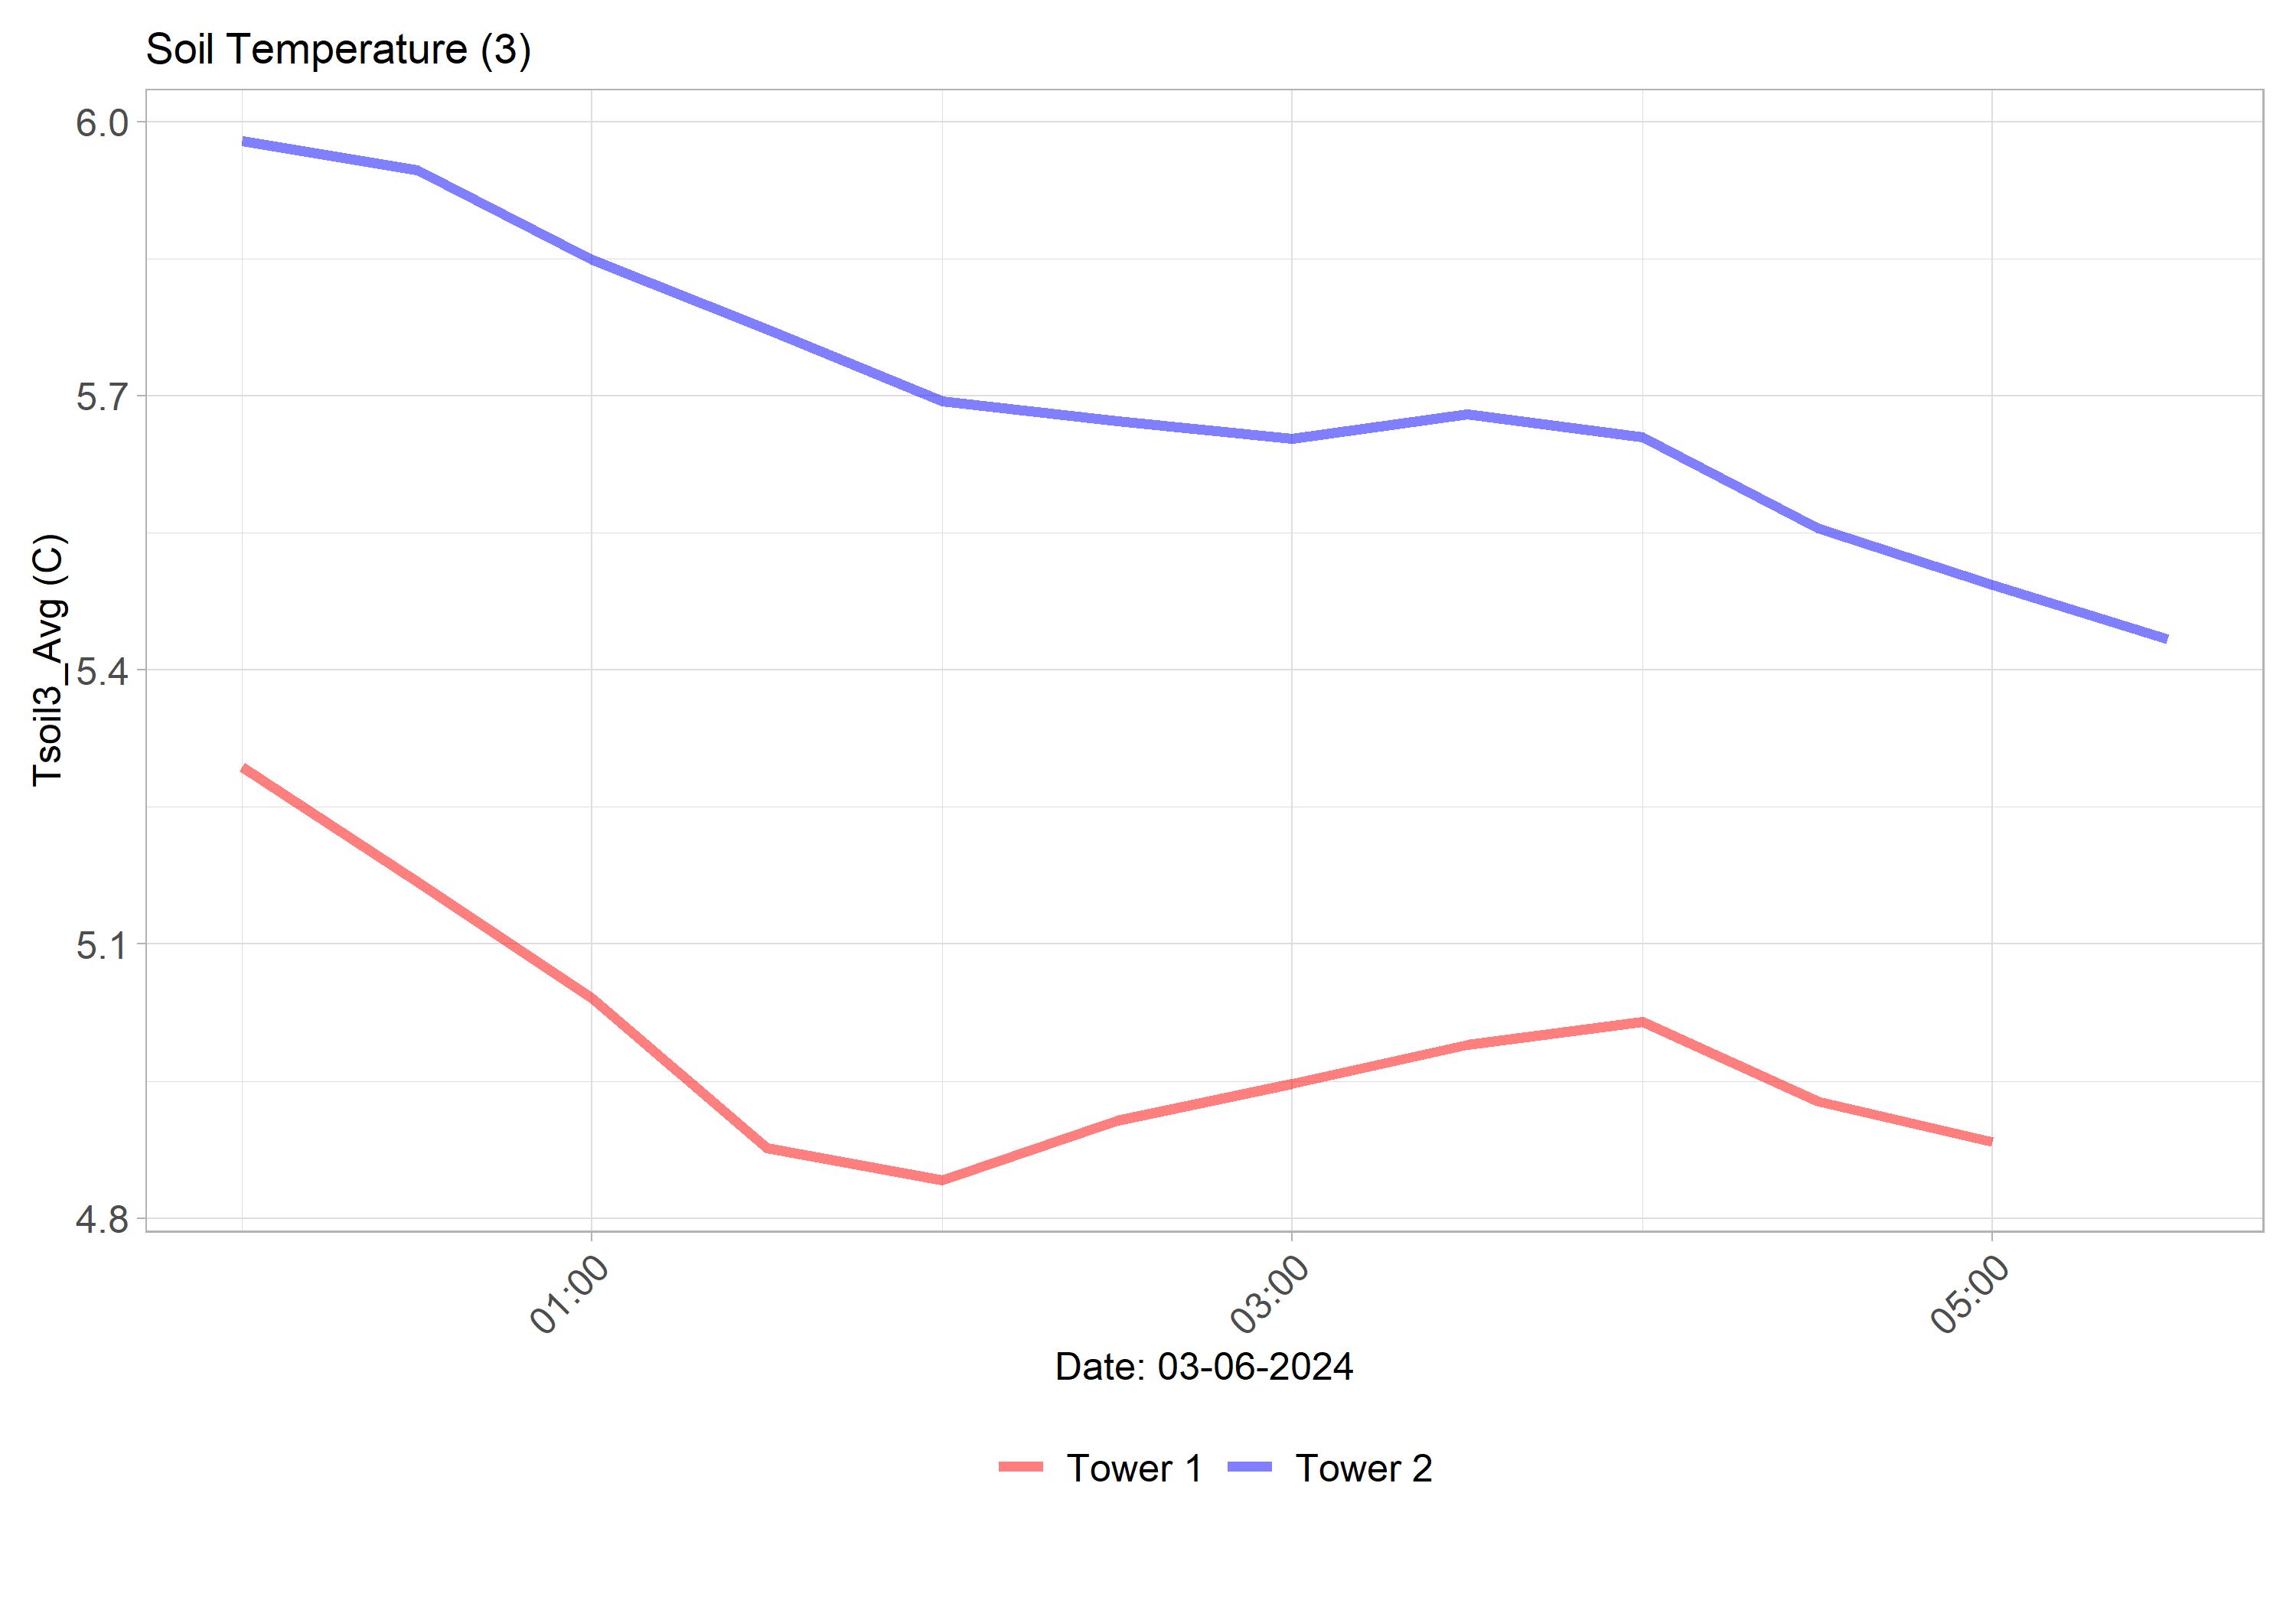 Soil Temperature (3)
Tsoil3_Avg (C)
6.0
5.7
5.4
5.1
4.8
01:00
03:00
05:00
Date: 03-06-2024
Tower 1
Tower 2